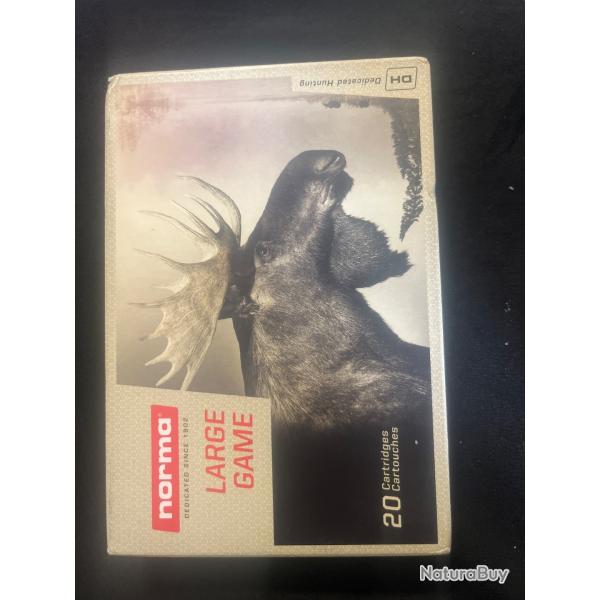 DH Dedicated Hunting
norma
DEDICATED SINCE 1902
LARGE
GAME
20 Cartridges
Cartouches
NaturaBuy